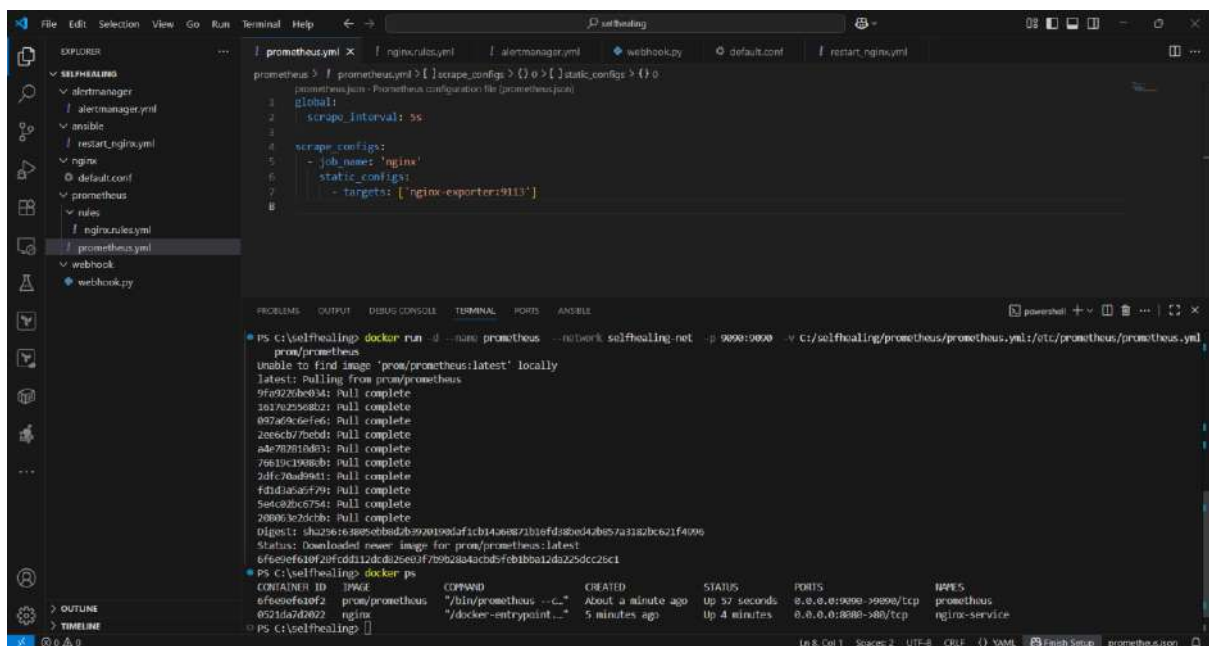 File Edit Selection View Go Run Terminal Help
selfhealing
EXPLORER
prometheus.yml
nginx.rules.yml
alertmanager.yml
webhook.py
default.conf
restart_nginx.yml
SELFHEALING
alertmanager
alertmanager.yml
ansible
restart_nginx.yml
nginx
default.conf
prometheus
rules
nginx.rules.yml
prometheus.yml
webhook
webhook.py
prometheus > prometheus.yml > [ ] scrape_configs > {} 0 > [ ] static_configs > {} 0
prometheus.json - Prometheus configuration file (prometheus.json)
1 global:
2 scrape_interval: 5s
3
4 scrape_configs:
5 - job_name: 'nginx'
6 static_configs:
7 - targets: ['nginx-exporter:9113']
8
PROBLEMS OUTPUT DEBUG CONSOLE TERMINAL PORTS ANSIBLE
powershell
PS C:\selfhealing> docker run -d --name prometheus --network selfhealing-net -p 9090:9090 -v C:/selfhealing/prometheus/prometheus.yml:/etc/prometheus/prometheus.yml
prom/prometheus
Unable to find image 'prom/prometheus:latest' locally
latest: Pulling from prom/prometheus
9fa9226be034: Pull complete
1617e25568b2: Pull complete
097a69c6efe6: Pull complete
2ee6cb77bebd: Pull complete
a4e782810d03: Pull complete
Pull complete
2dfc70ad9941: Pull complete
fd1d3a5a5f79: Pull complete
5e4c02bc6754: Pull complete
Pull complete
Digest:
Status: Downloaded newer image for prom/prometheus:latest
PS C:\selfhealing> docker ps
CONTAINER ID IMAGE COMMAND CREATED STATUS PORTS NAMES
6f6e9ef610f2 prom/prometheus "/bin/prometheus --c…" About a minute ago Up 57 seconds 0.0.0.0:9090->9090/tcp prometheus
0521da7d2022 nginx "/docker-entrypoint.…" 5 minutes ago Up 4 minutes 0.0.0.0:8080->80/tcp nginx-service
PS C:\selfhealing>
OUTLINE
TIMELINE
Ln 8, Col 1 Spaces: 2 UTF-8 CRLF {} YAML Finish Setup prometheus.json